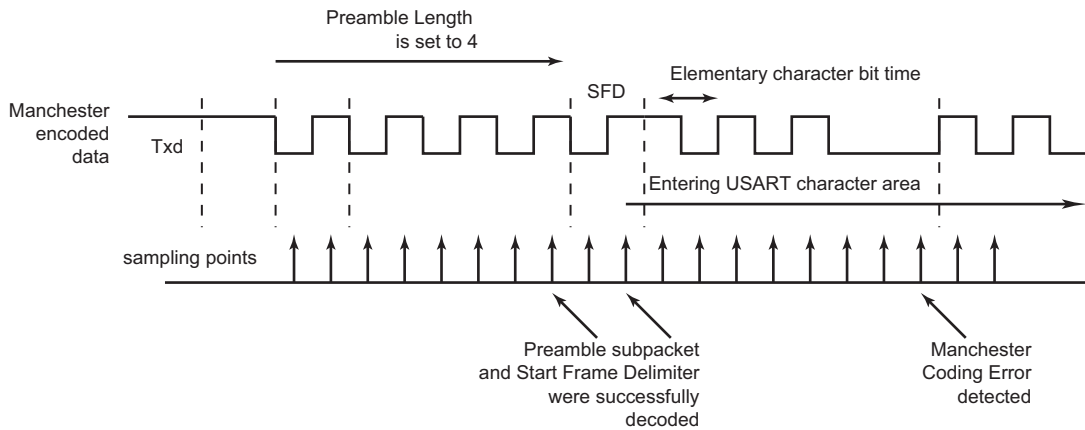 Preamble Length
is set to 4
SFD
Elementary character bit time
Manchester
encoded
data
Txd
Entering USART character area
sampling points
Preamble subpacket
and Start Frame Delimiter
were successfully
decoded
Manchester
Coding Error
detected